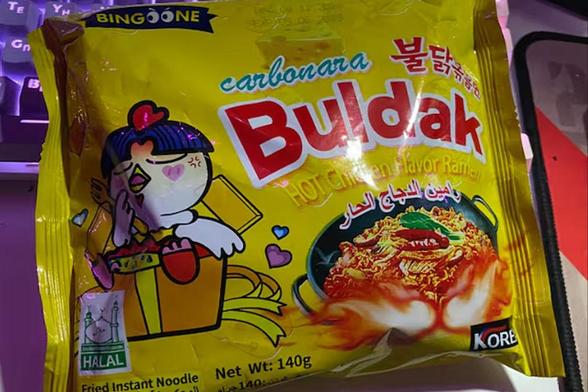 BINGOONE
carbonara
불닭볶음면
Buldak
HOT Chicken Flavor Ramen
رامين الدجاج الحار
HALAL
KORE
Net Wt: 140g
Fried Instant Noodle